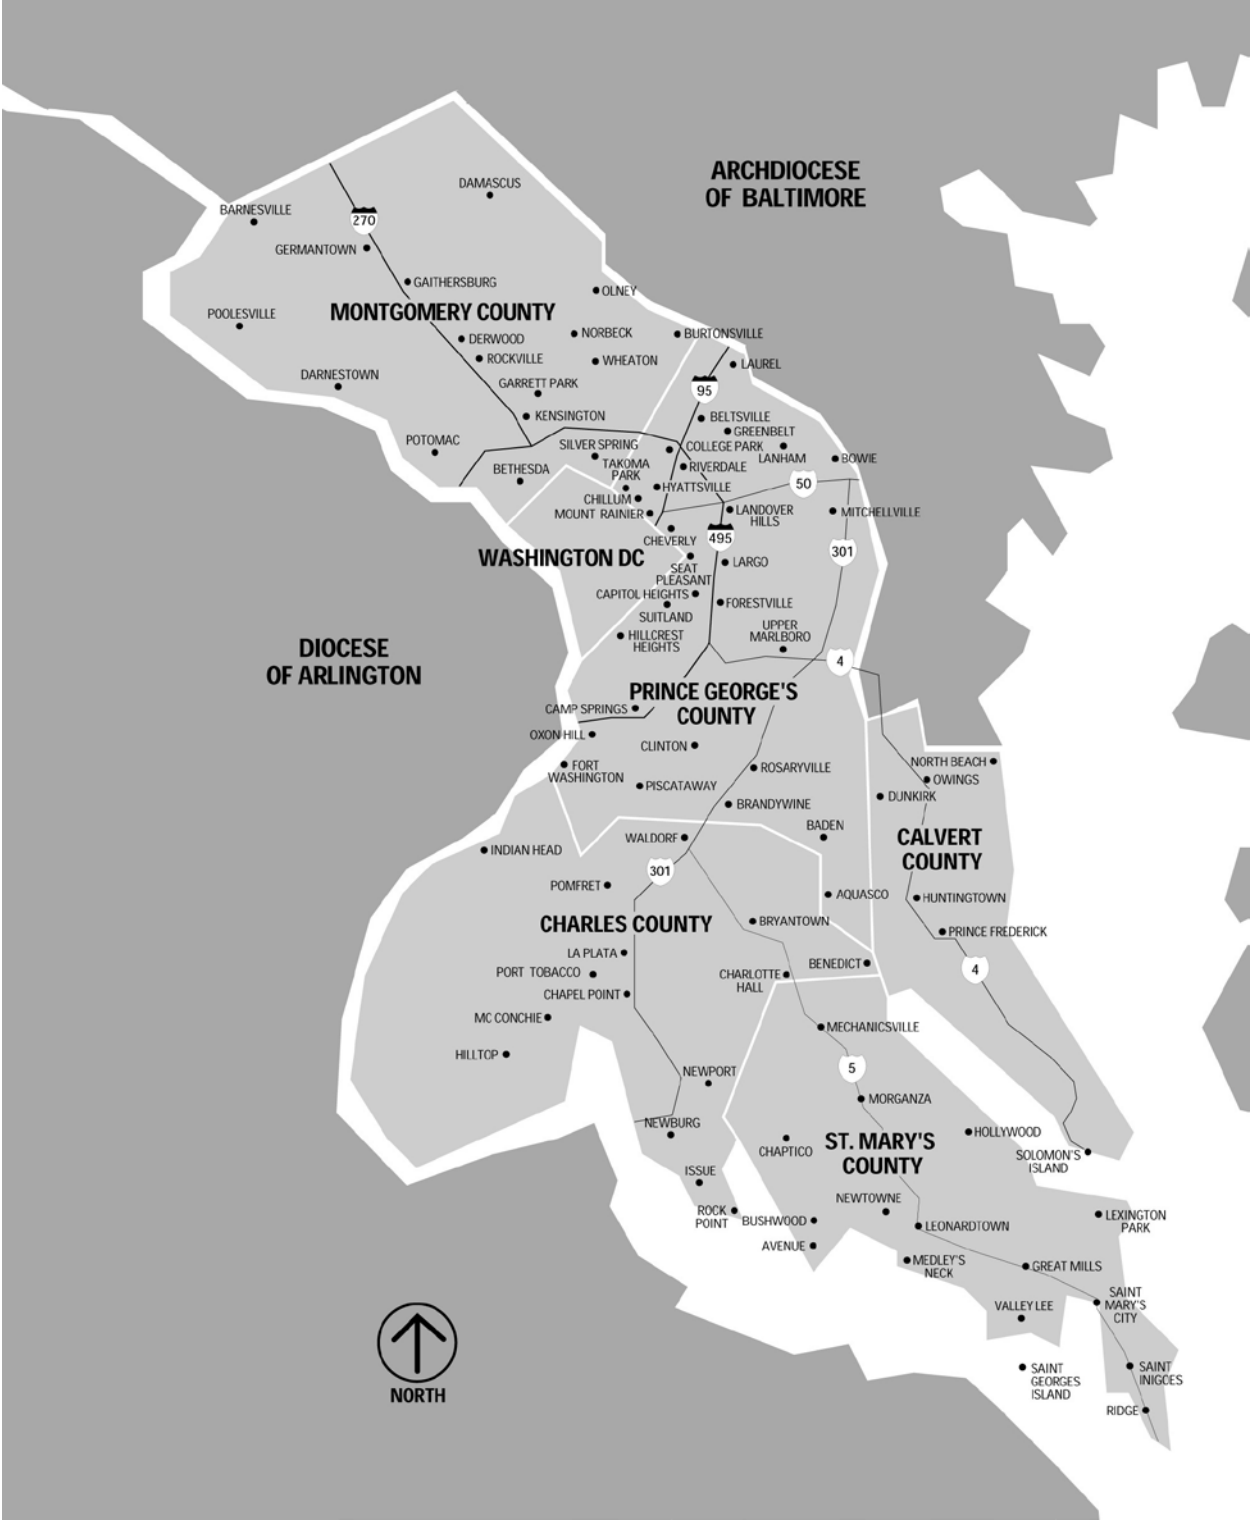 ARCHDIOCESE
OF BALTIMORE
DAMASCUS
BARNESVILLE
270
GERMANTOWN
GAITHERSBURG
OLNEY
MONTGOMERY COUNTY
POOLESVILLE
NORBECK
BURTONSVILLE
DERWOOD
ROCKVILLE
WHEATON
LAUREL
DARNESTOWN
GARRETT PARK
95
KENSINGTON
BELTSVILLE
GREENBELT
POTOMAC
SILVER SPRING
COLLEGE PARK
LANHAM
BOWIE
BETHESDA
TAKOMA
PARK
RIVERDALE
HYATTSVILLE
50
CHILLUM
MOUNT RAINIER
LANDOVER
HILLS
MITCHELLVILLE
CHEVERLY
495
301
WASHINGTON DC
SEAT
PLEASANT
LARGO
CAPITOL HEIGHTS
FORESTVILLE
SUITLAND
HILLCREST
HEIGHTS
UPPER
MARLBORO
4
DIOCESE
OF ARLINGTON
PRINCE GEORGE'S
COUNTY
CAMP SPRINGS
OXON HILL
CLINTON
FORT
WASHINGTON
ROSARYVILLE
PISCATAWAY
BRANDYWINE
NORTH BEACH
OWINGS
DUNKIRK
WALDORF
BADEN
CALVERT
COUNTY
INDIAN HEAD
301
POMFRET
AQUASCO
HUNTINGTOWN
CHARLES COUNTY
BRYANTOWN
PRINCE FREDERICK
LA PLATA
BENEDICT
4
PORT TOBACCO
CHARLOTTE
HALL
CHAPEL POINT
MC CONCHIE
MECHANICSVILLE
HILLTOP
5
NEWPORT
MORGANZA
NEWBURG
HOLLYWOOD
CHAPTICO
ST. MARY'S
COUNTY
SOLOMON'S
ISLAND
ISSUE
NEWTOWNE
ROCK
POINT
BUSHWOOD
LEONARDTOWN
LEXINGTON
PARK
AVENUE
MEDLEY'S
NECK
GREAT MILLS
VALLEY LEE
SAINT
MARY'S
CITY
SAINT
GEORGES
ISLAND
SAINT
INIGOES
RIDGE
NORTH